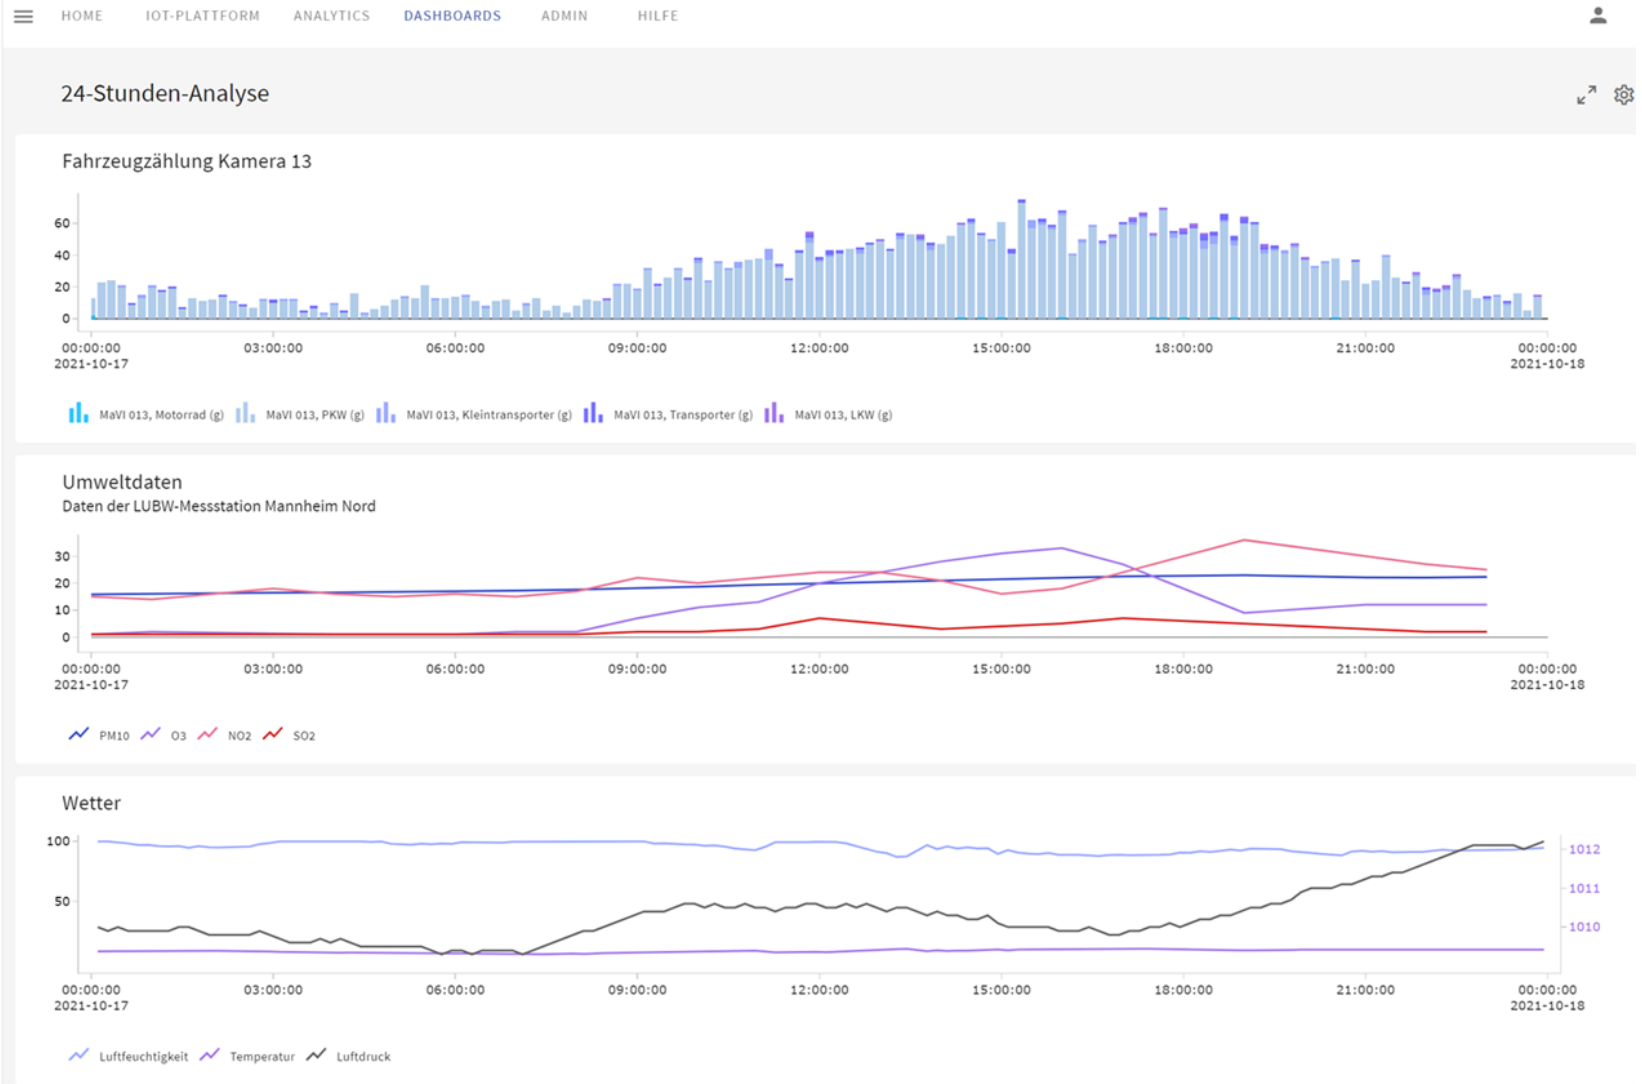 HOME IOT-PLATTFORM ANALYTICS DASHBOARDS ADMIN HILFE
24-Stunden-Analyse
Fahrzeugzählung Kamera 13
60
40
20
0
00:00:00 03:00:00 06:00:00 09:00:00 12:00:00 15:00:00 18:00:00 21:00:00 00:00:00
2021-10-17 2021-10-18
MaVI 013, Motorrad (g) MaVI 013, PKW (g) MaVI 013, Kleintransporter (g) MaVI 013, Transporter (g) MaVI 013, LKW (g)
Umweltdaten
Daten der LUBW-Messstation Mannheim Nord
30
20
10
0
00:00:00 03:00:00 06:00:00 09:00:00 12:00:00 15:00:00 18:00:00 21:00:00 00:00:00
2021-10-17 2021-10-18
PM10 O3 NO2 SO2
Wetter
100
50
1012
1011
1010
00:00:00 03:00:00 06:00:00 09:00:00 12:00:00 15:00:00 18:00:00 21:00:00 00:00:00
2021-10-17 2021-10-18
Luftfeuchtigkeit Temperatur Luftdruck